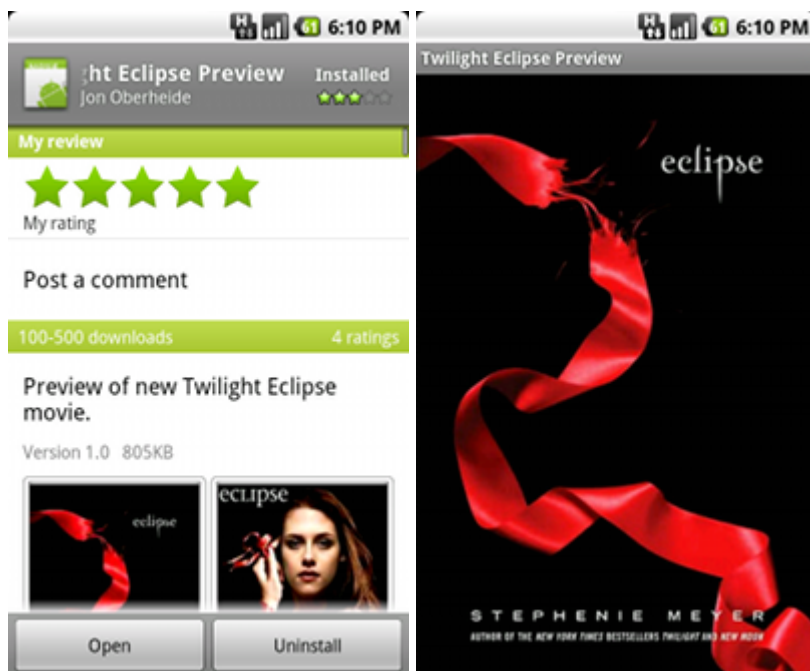 61 6:10 PM
ht Eclipse Preview
Installed
Jon Oberheide
My review
My rating
Post a comment
100-500 downloads 4 ratings
Preview of new Twilight Eclipse
movie.
Version 1.0 805KB
eclipse
eclipse
Open Uninstall
61 6:10 PM
Twilight Eclipse Preview
eclipse
STEPHENIE MEYER
AUTHOR OF THE NEW YORK TIMES BESTSELLERS TWILIGHT AND NEW MOON